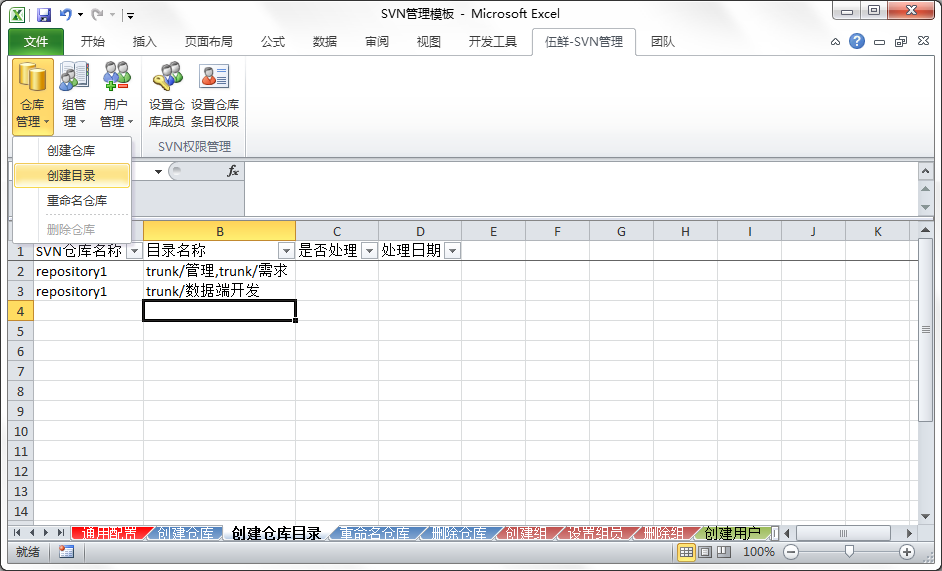 SVN管理模板 - Microsoft Excel
文件 开始 插入 页面布局 公式 数据 审阅 视图 开发工具 伍鲜-SVN管理 团队
仓库管理 组管理 用户管理 设置仓库成员 设置仓库条目权限
SVN权限管理
创建仓库
创建目录
重命名仓库
删除仓库
fx
A B C D E F G H I J K
1 SVN仓库名称 目录名称 是否处理 处理日期
2 repository1 trunk/管理,trunk/需求
3 repository1 trunk/数据端开发
4
5
6
7
8
9
10
11
12
13
14
通用配置 创建仓库 创建仓库目录 重命名仓库 删除仓库 创建组 设置组员 删除组 创建用户
就绪 100%